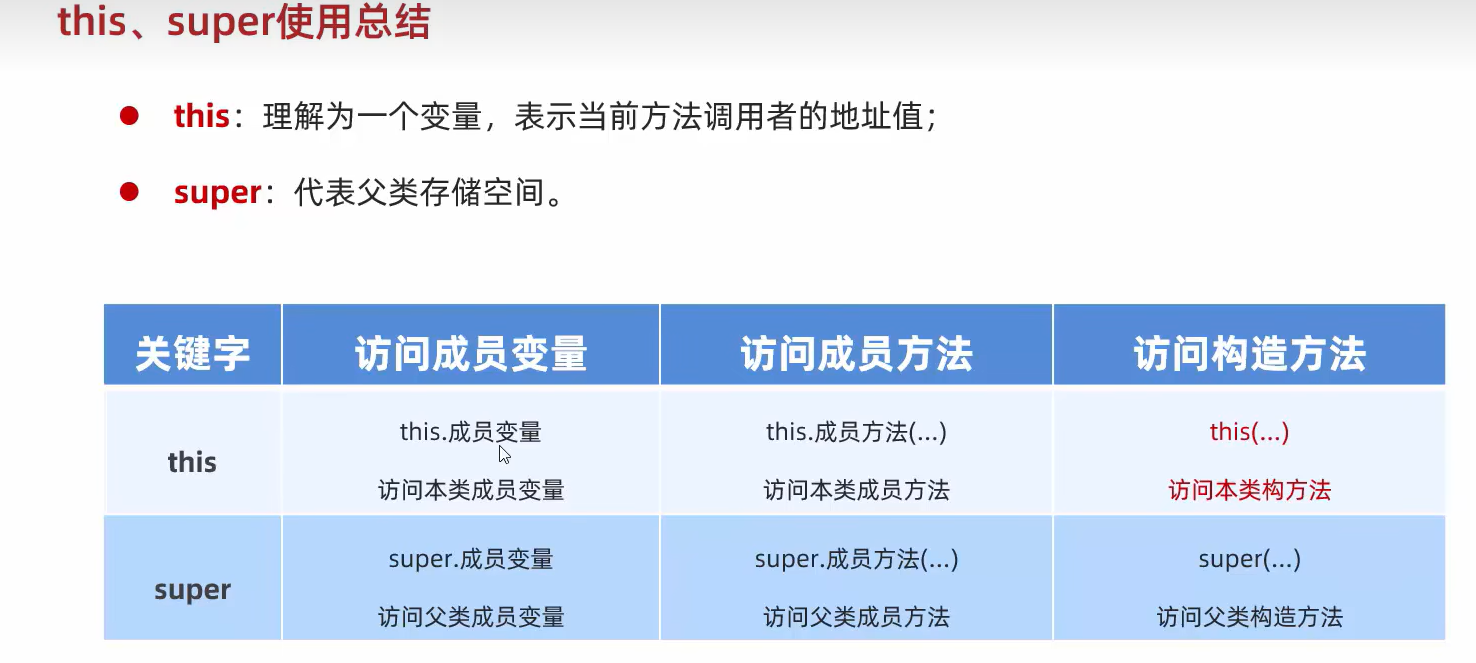 this、super使用总结
this：理解为一个变量，表示当前方法调用者的地址值；
super：代表父类存储空间。
关键字 访问成员变量 访问成员方法 访问构造方法
this
this.成员变量
访问本类成员变量
this.成员方法(...)
访问本类成员方法
this(...)
访问本类构方法
super
super.成员变量
访问父类成员变量
super.成员方法(...)
访问父类成员方法
super(...)
访问父类构造方法